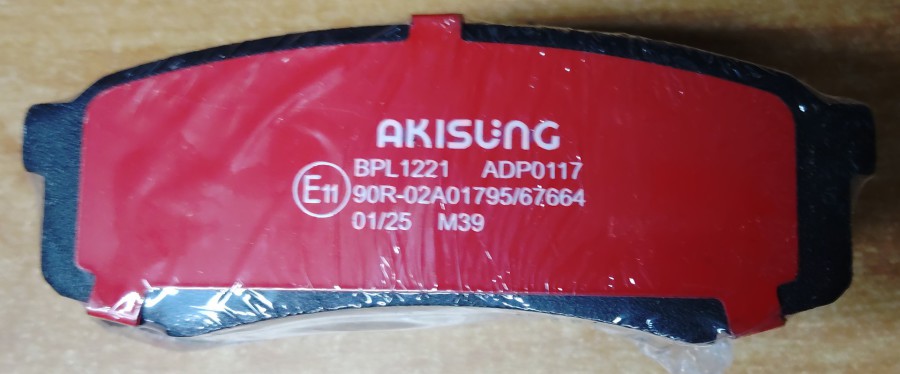 AKISUNG
BPL1221 ADP0117
E11 90R-02A01795/67664
01/25 M39